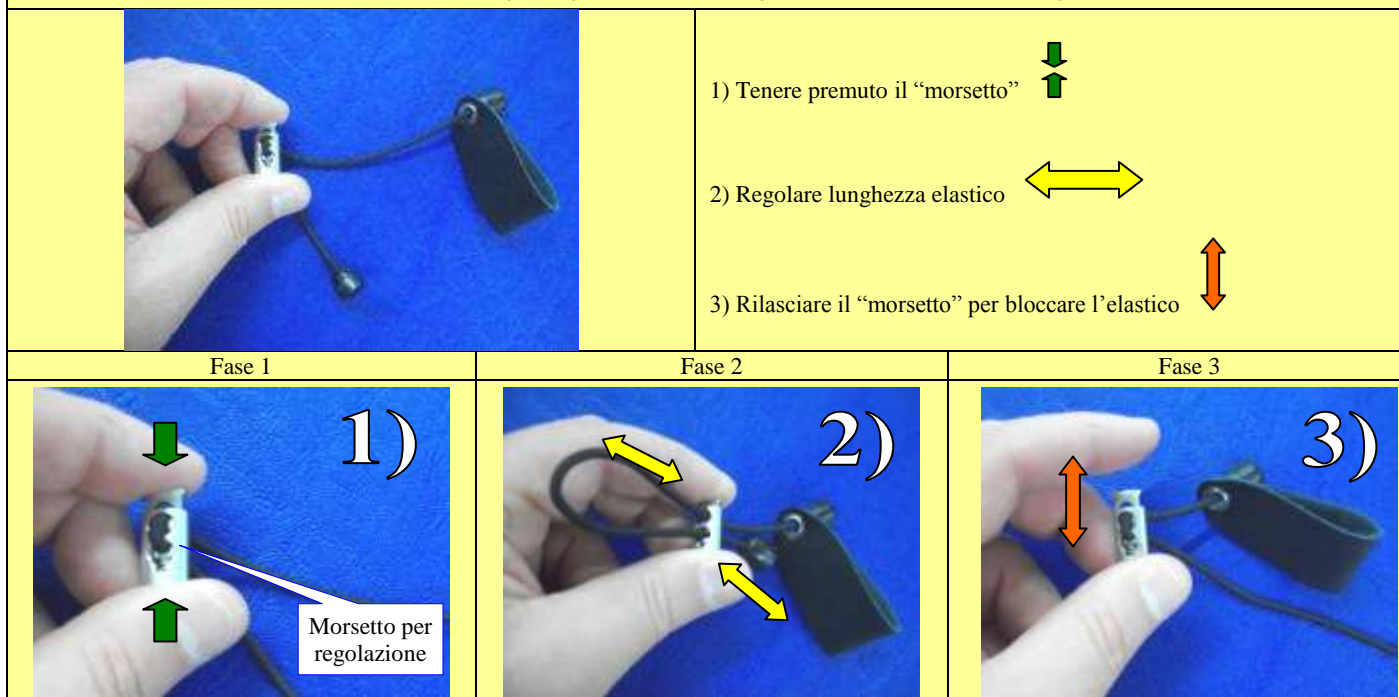 1) Tenere premuto il “morsetto”
2) Regolare lunghezza elastico
3) Rilasciare il “morsetto” per bloccare l’elastico
Fase 1
Fase 2
Fase 3
1)
2)
3)
Morsetto per
regolazione